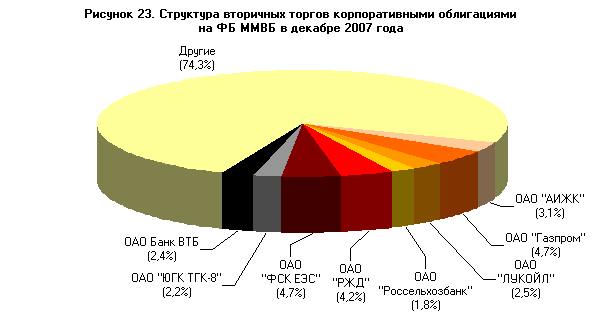 Рисунок 23. Структура вторичных торгов корпоративными облигациями
на ФБ ММВБ в декабре 2007 года
Другие
(74,3%)
ОАО "АИЖК"
(3,1%)
ОАО "Газпром"
(4,7%)
ОАО
"ЛУКОЙЛ"
(2,5%)
ОАО
"Россельхозбанк"
(1,8%)
ОАО
"РЖД"
(4,2%)
ОАО
"ФСК ЕЭС"
(4,7%)
ОАО "ЮГК ТГК-8"
(2,2%)
ОАО Банк ВТБ
(2,4%)